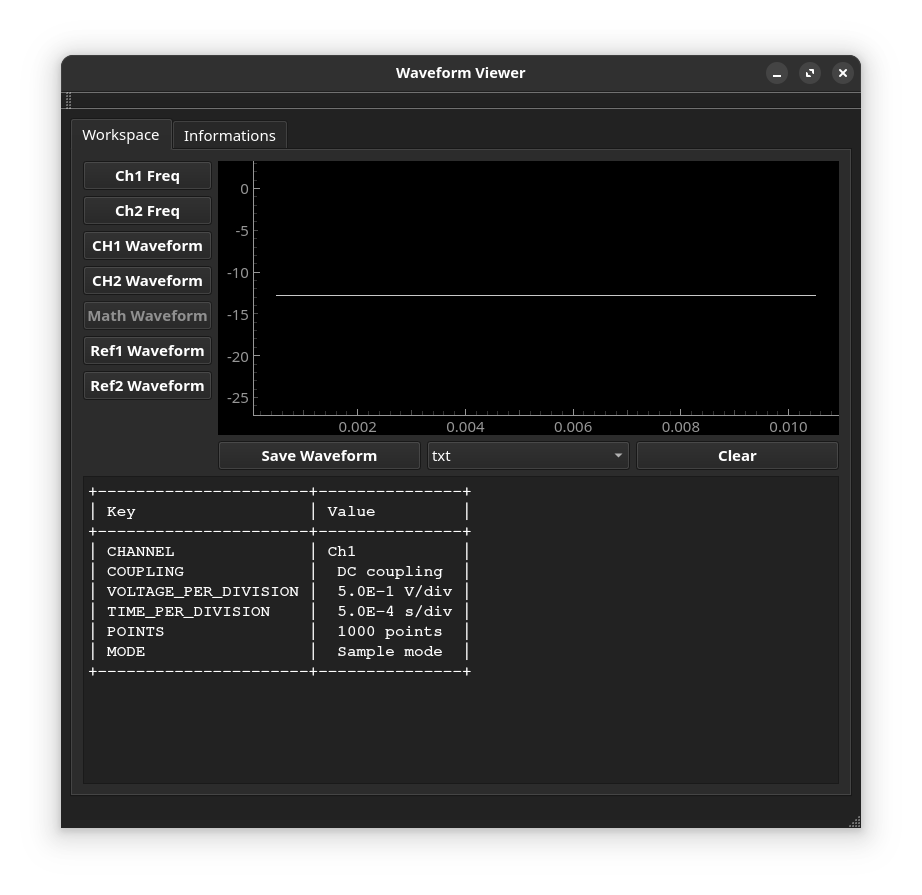 Waveform Viewer
Workspace Informations
Ch1 Freq
Ch2 Freq
CH1 Waveform
CH2 Waveform
Math Waveform
Ref1 Waveform
Ref2 Waveform
0
-5
-10
-15
-20
-25
0.002 0.004 0.006 0.008 0.010
Save Waveform txt Clear
+----------------------+---------------+
| Key                  | Value         |
+----------------------+---------------+
| CHANNEL              | Ch1           |
| COUPLING             |  DC coupling  |
| VOLTAGE_PER_DIVISION |  5.0E-1 V/div |
| TIME_PER_DIVISION    |  5.0E-4 s/div |
| POINTS               |  1000 points  |
| MODE                 |  Sample mode  |
+----------------------+---------------+